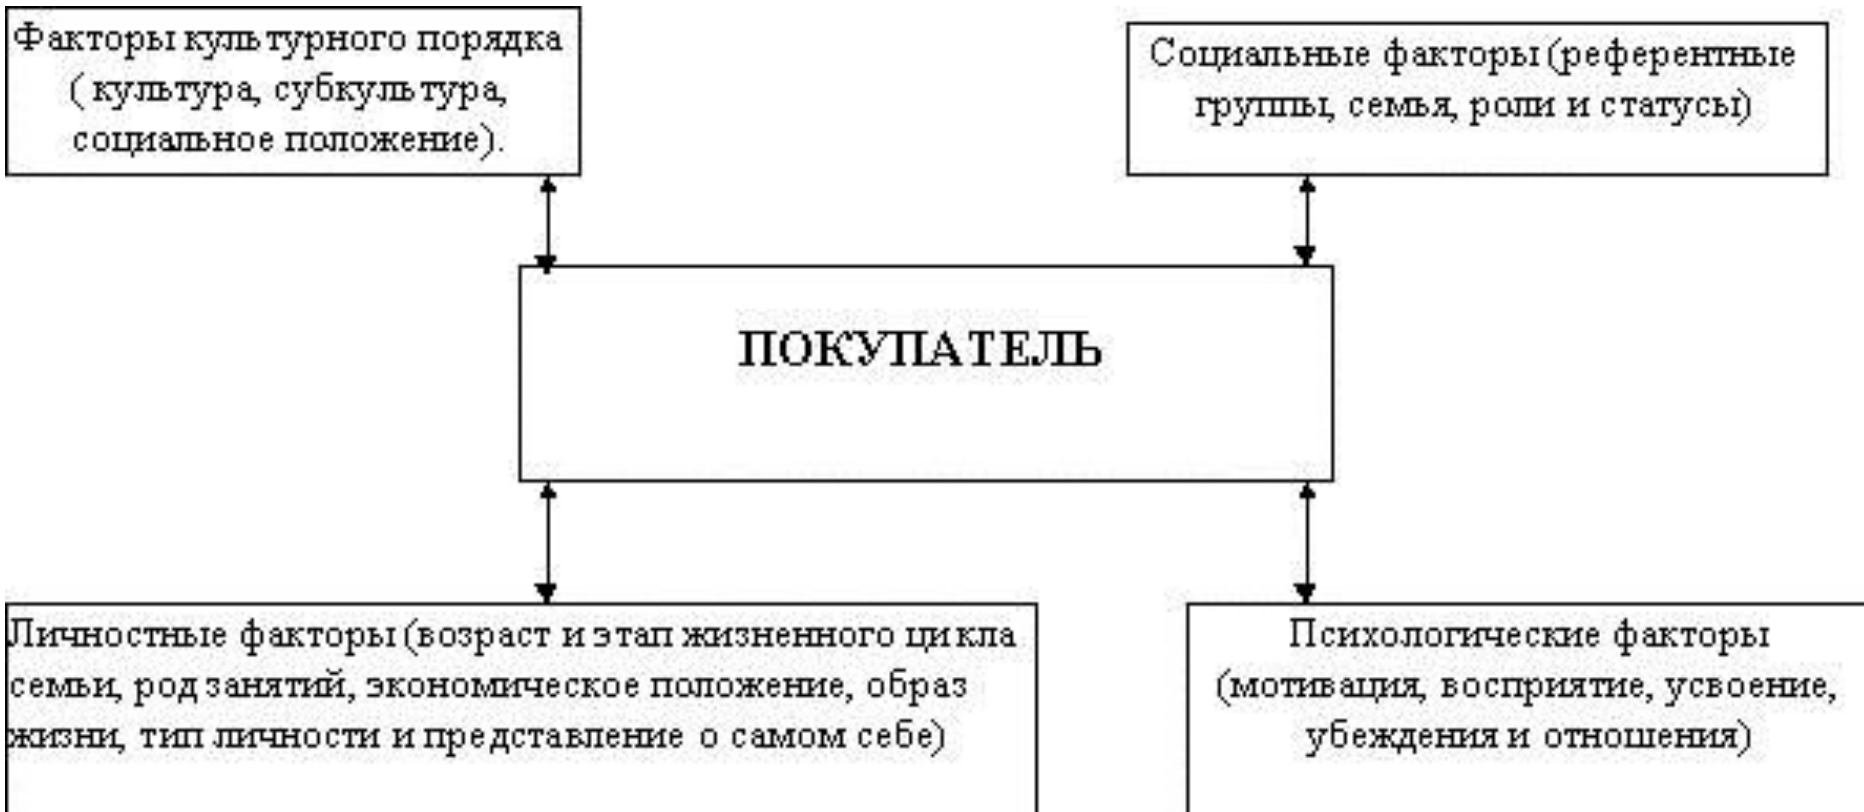 Факторы культурного порядка
( культура, субкультура,
социальное положение).
Социальные факторы (референтные
группы, семья, роли и статусы)
ПОКУПАТЕЛЬ
Личностные факторы (возраст и этап жизненного цикла
семьи, род занятий, экономическое положение, образ
жизни, тип личности и представление о самом себе)
Психологические факторы
(мотивация, восприятие, усвоение,
убеждения и отношения)